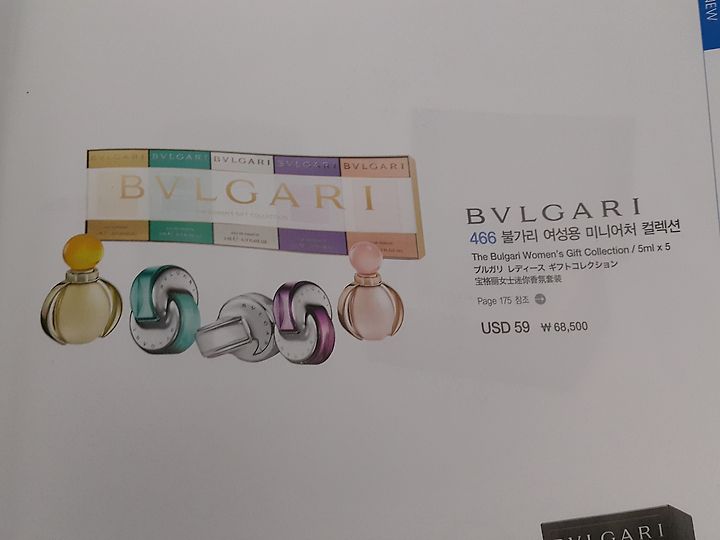 NEW
BVLGARI BVLGARI BVLGARI BVLGARI BVLGARI
BVLGARI
BVLGARI
466 불가리 여성용 미니어처 컬렉션
The Bulgari Women's Gift Collection / 5ml x 5
ブルガリ レディース ギフトコレクション
宝格丽女士迷你香氛套装
Page 175 참조
USD 59 ₩ 68,500
BVLGARI